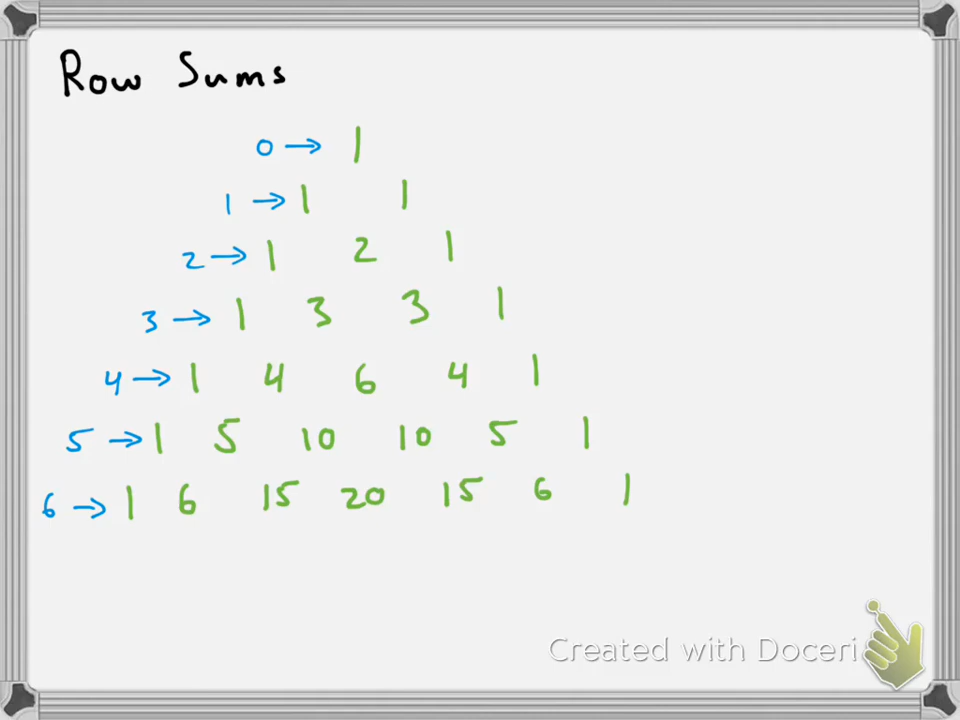 Row Sums
0 → 1
1 → 1 1
2 → 1 2 1
3 → 1 3 3 1
4 → 1 4 6 4 1
5 → 1 5 10 10 5 1
6 → 1 6 15 20 15 6 1
Created with Doceri